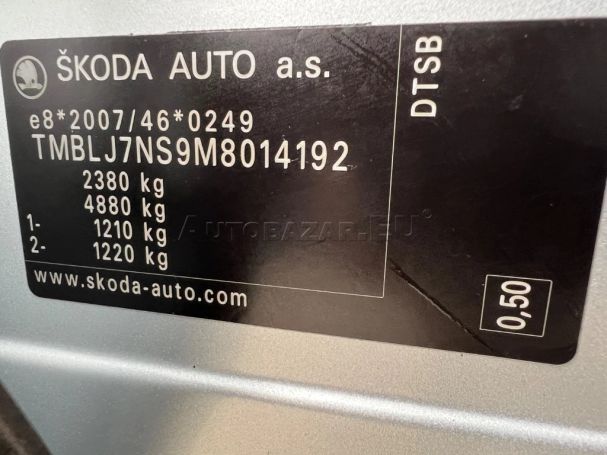 ŠKODA AUTO a.s.
e8*2007/46*0249
TMBLJ7NS9M8014192
2380 kg
4880 kg
1- 1210 kg
2- 1220 kg
www.skoda-auto.com
DTSB
0,50
AUTOBAZAR.EU